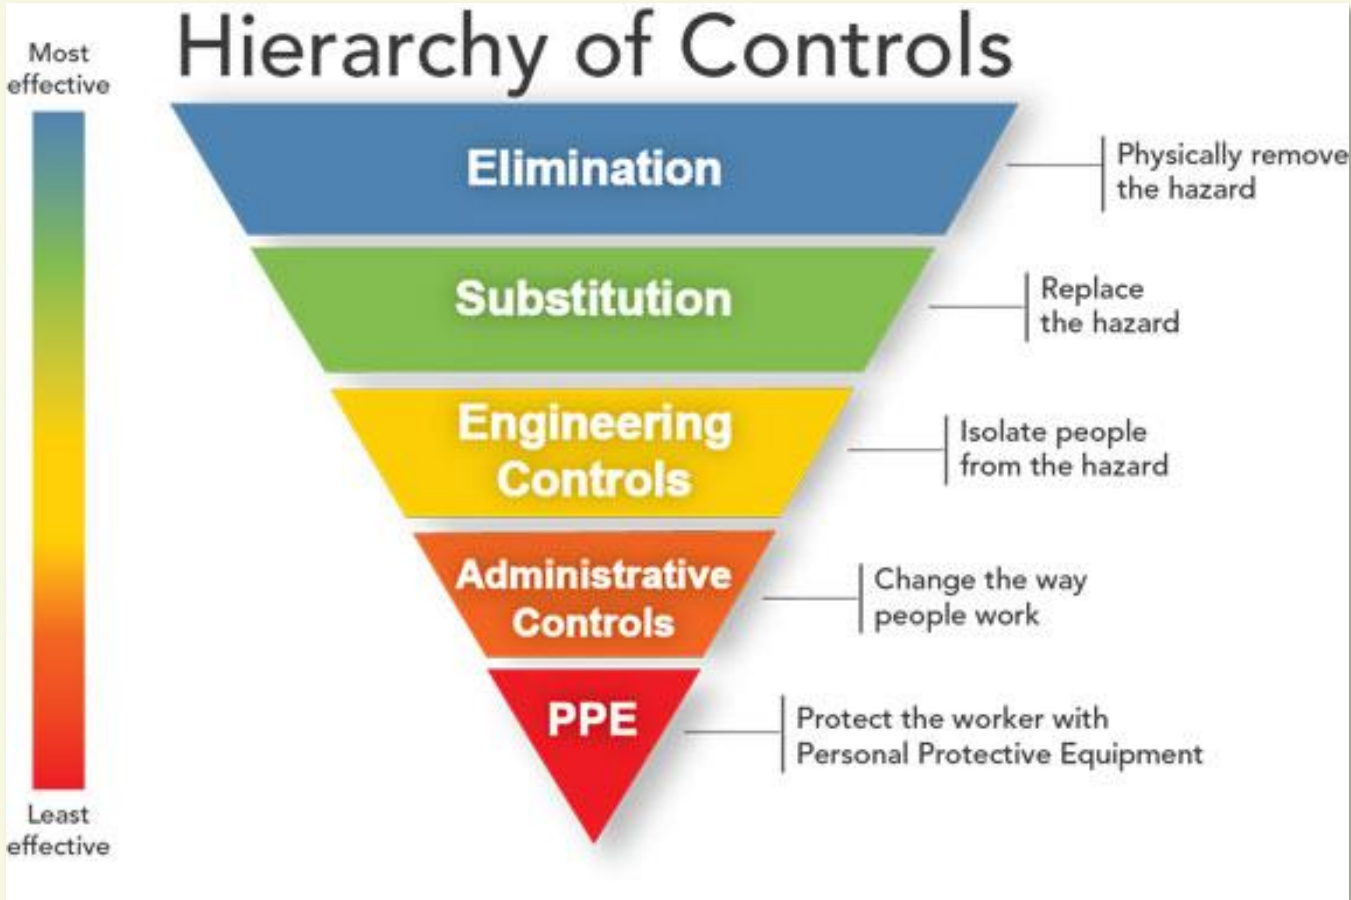 Hierarchy of Controls
Most
effective
Elimination
Physically remove
the hazard
Substitution
Replace
the hazard
Engineering
Controls
Isolate people
from the hazard
Administrative
Controls
Change the way
people work
PPE
Protect the worker with
Personal Protective Equipment
Least
effective